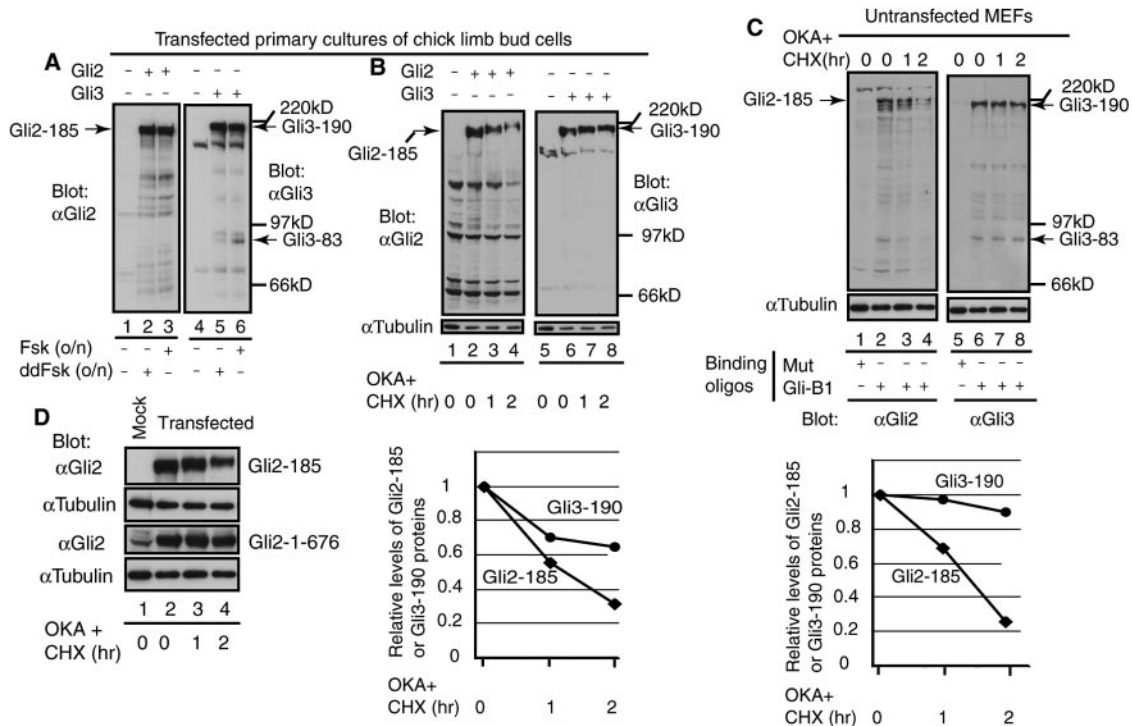 Transfected primary cultures of chick limb bud cells
A
Gli2 - + + - - -
Gli3 - - - - + +
220kD
Gli2-185
Gli3-190
Blot:
αGli2
Blot:
αGli3
97kD
Gli3-83
66kD
1 2 3 4 5 6
Fsk (o/n) - - + - - +
ddFsk (o/n) - + - - + -
B
Gli2 - + + + - - - -
Gli3 - - - - - + + +
220kD
Gli3-190
Gli2-185
Blot:
αGli2
Blot:
αGli3
97kD
66kD
αTubulin
1 2 3 4 5 6 7 8
OKA+
CHX (hr) 0 0 1 2 0 0 1 2
Relative levels of Gli2-185
or Gli3-190 proteins
1
0.8
0.6
0.4
0.2
0
Gli3-190
Gli2-185
OKA+
CHX (hr) 0 1 2
Untransfected MEFs
C
OKA+
CHX(hr) 0 0 1 2 0 0 1 2
220kD
Gli2-185
Gli3-190
97kD
Gli3-83
66kD
αTubulin
1 2 3 4 5 6 7 8
Binding
oligos
Mut + - - - + - - -
Gli-B1 - + + + - + + +
Blot: αGli2 αGli3
Relative levels of Gli2-185
or Gli3-190 proteins
1
0.8
0.6
0.4
0.2
0
Gli3-190
Gli2-185
OKA+
CHX (hr) 0 1 2
D
Mock
Transfected
Blot:
αGli2 Gli2-185
αTubulin
αGli2 Gli2-1-676
αTubulin
1 2 3 4
OKA +
CHX (hr) 0 0 1 2